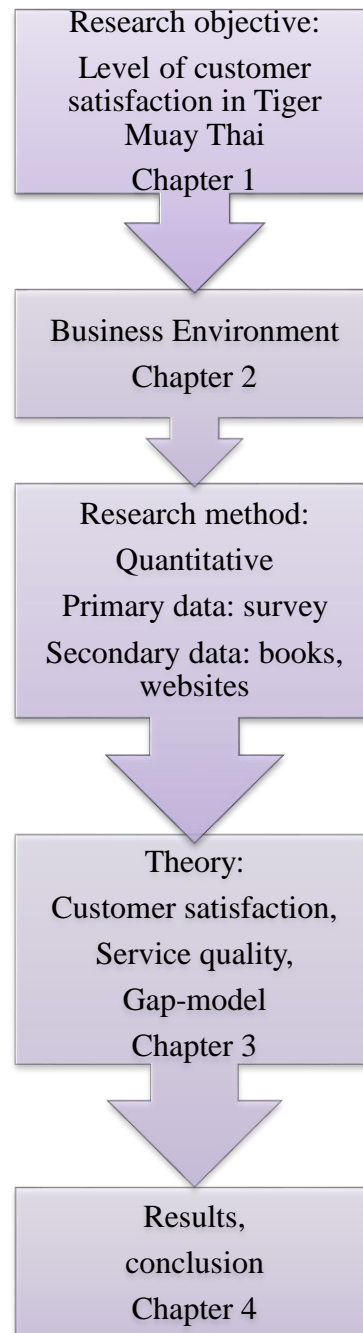 Research objective:
Level of customer
satisfaction in Tiger
Muay Thai
Chapter 1
Business Environment
Chapter 2
Research method:
Quantitative
Primary data: survey
Secondary data: books,
websites
Theory:
Customer satisfaction,
Service quality,
Gap-model
Chapter 3
Results,
conclusion
Chapter 4